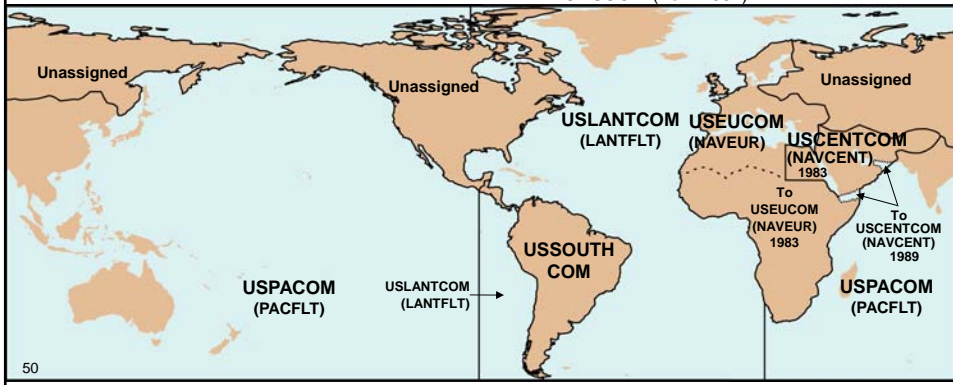 Unassigned
Unassigned
Unassigned
USLANTCOM
(LANTFLT)
USEUCOM
(NAVEUR)
USCENTCOM
(NAVCENT)
1983
To
USEUCOM
(NAVEUR)
1983
To
USCENTCOM
(NAVCENT)
1989
USSOUTH
COM
USPACOM
(PACFLT)
USLANTCOM
(LANTFLT)
USPACOM
(PACFLT)
50